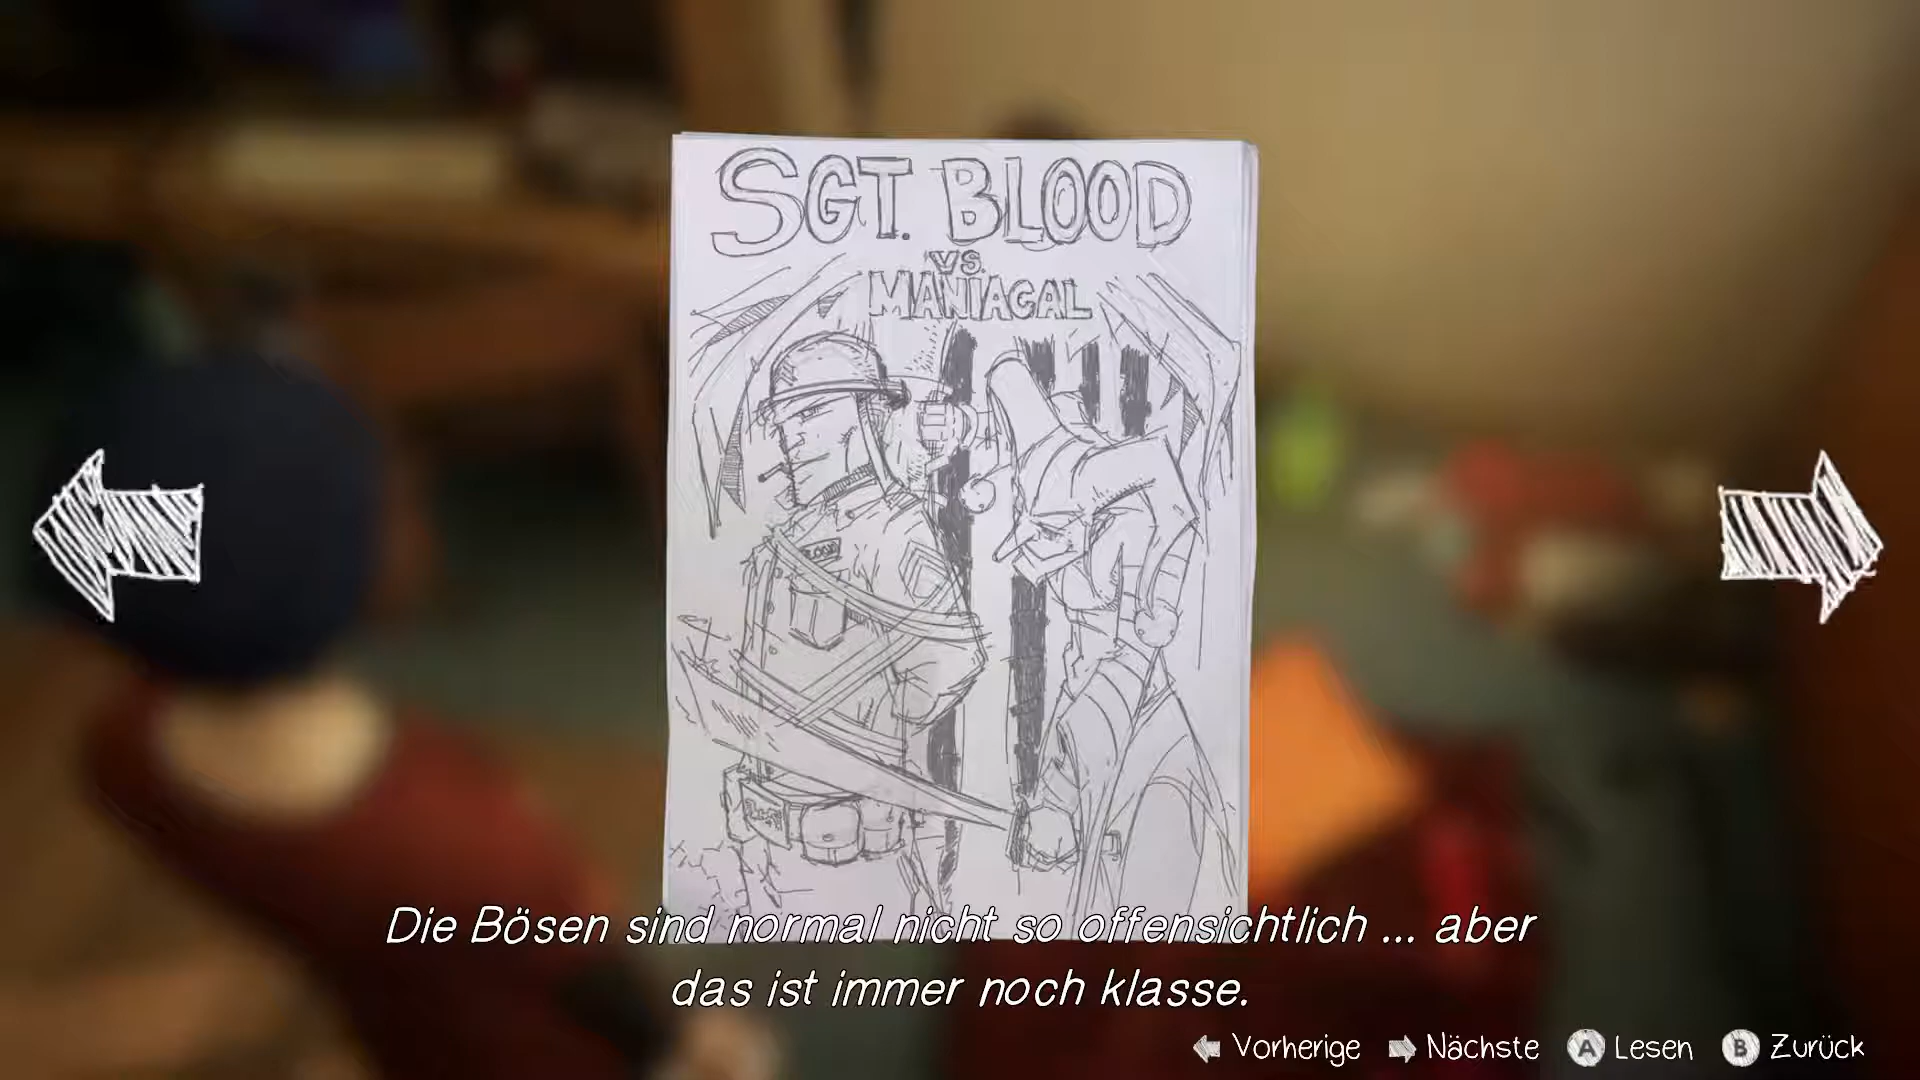 SGT. BLOOD
VS.
MANIACAL
BLOOD
Die Bösen sind normal nicht so offensichtlich ... aber
das ist immer noch klasse.
Vorherige Nächste A Lesen B Zurück